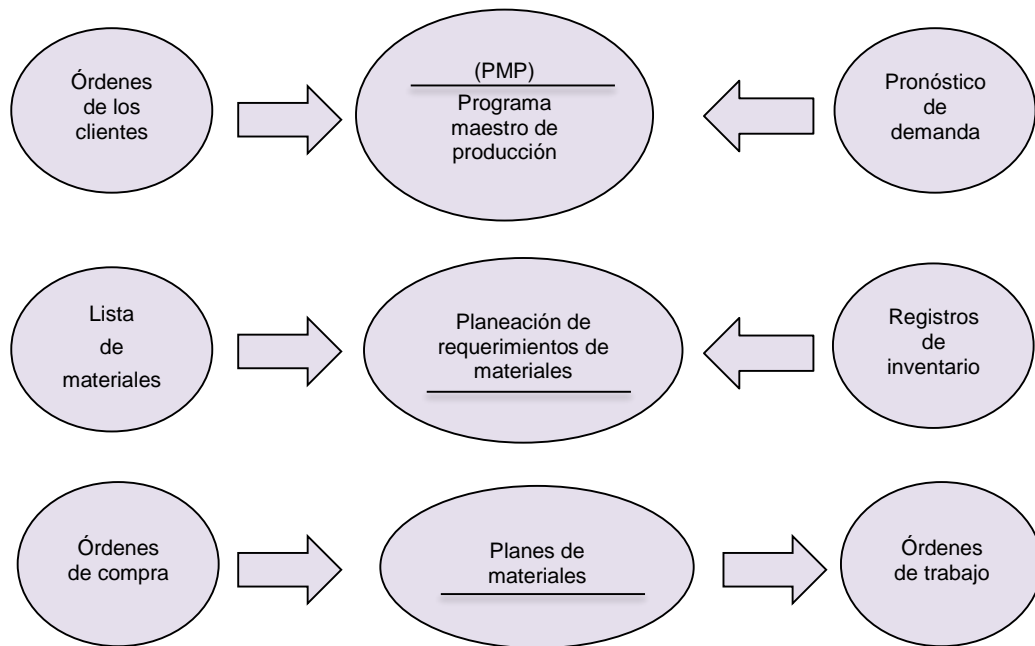 Órdenes
de los
clientes
(PMP)
Programa
maestro de
producción
Pronóstico
de
demanda
Lista
de
materiales
Planeación de
requerimientos de
materiales
Registros
de
inventario
Órdenes
de compra
Planes de
materiales
Órdenes
de trabajo